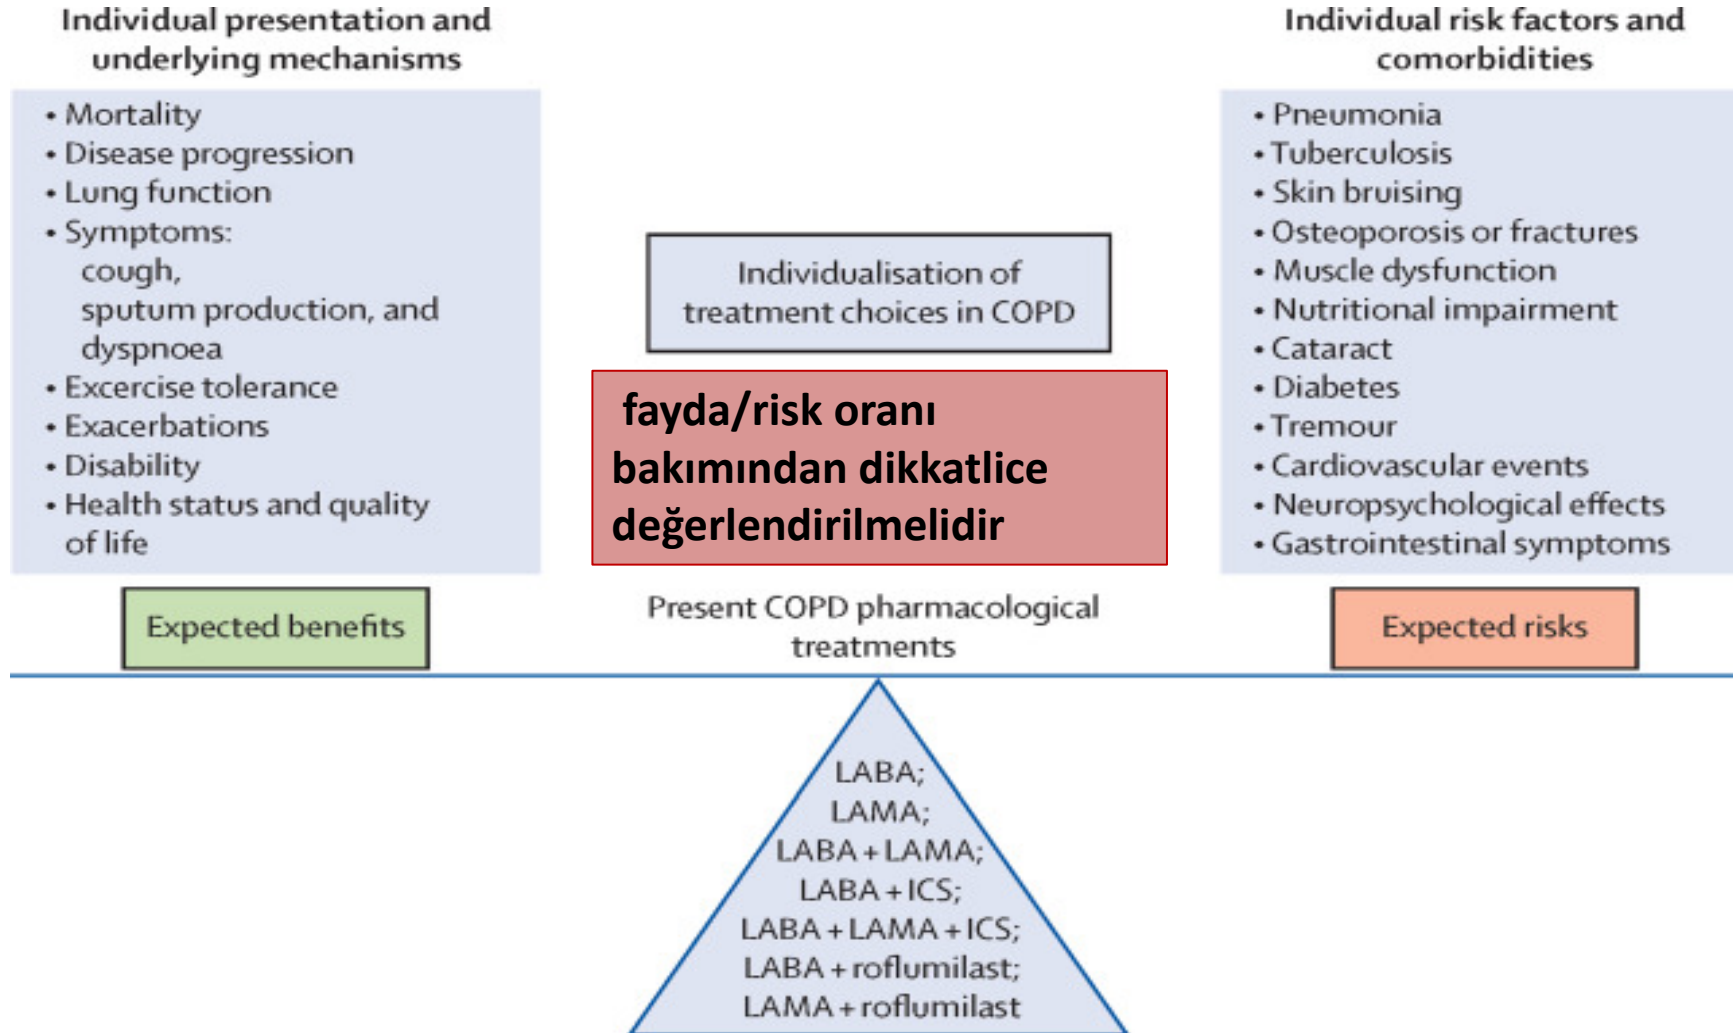 Individual presentation and
underlying mechanisms
• Mortality
• Disease progression
• Lung function
• Symptoms:
cough,
sputum production, and
dyspnoea
• Excercise tolerance
• Exacerbations
• Disability
• Health status and quality
of life
Expected benefits
Individualisation of
treatment choices in COPD
fayda/risk oranı
bakımından dikkatlice
değerlendirilmelidir
Present COPD pharmacological
treatments
Individual risk factors and
comorbidities
• Pneumonia
• Tuberculosis
• Skin bruising
• Osteoporosis or fractures
• Muscle dysfunction
• Nutritional impairment
• Cataract
• Diabetes
• Tremour
• Cardiovascular events
• Neuropsychological effects
• Gastrointestinal symptoms
Expected risks
LABA;
LAMA;
LABA + LAMA;
LABA + ICS;
LABA + LAMA + ICS;
LABA + roflumilast;
LAMA + roflumilast